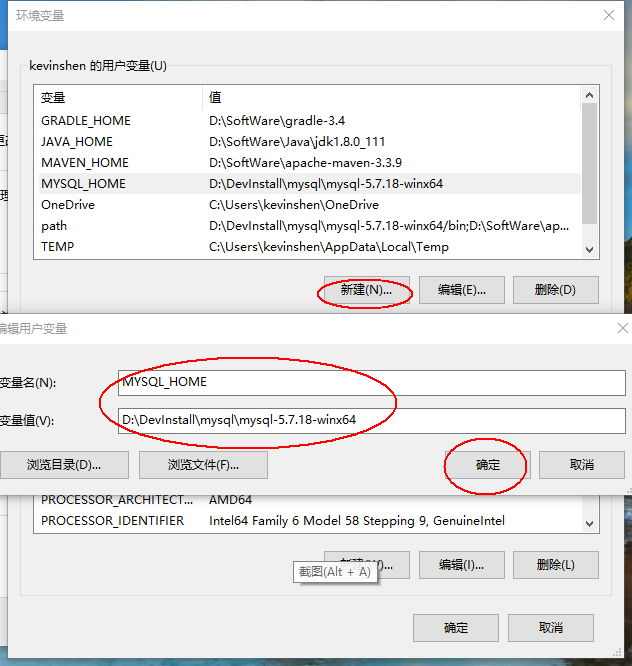 环境变量
kevinshen 的用户变量(U)
变量 值
GRADLE_HOME D:\SoftWare\gradle-3.4
JAVA_HOME D:\SoftWare\Java\jdk1.8.0_111
MAVEN_HOME D:\SoftWare\apache-maven-3.3.9
MYSQL_HOME D:\DevInstall\mysql\mysql-5.7.18-winx64
OneDrive C:\Users\kevinshen\OneDrive
path D:\DevInstall\mysql\mysql-5.7.18-winx64/bin;D:\SoftWare\ap...
TEMP C:\Users\kevinshen\AppData\Local\Temp
新建(N)... 编辑(E)... 删除(D)
编辑用户变量
变量名(N): MYSQL_HOME
变量值(V): D:\DevInstall\mysql\mysql-5.7.18-winx64
浏览目录(D)... 浏览文件(F)... 确定 取消
PROCESSOR_ARCHITECT... AMD64
PROCESSOR_IDENTIFIER Intel64 Family 6 Model 58 Stepping 9, GenuineIntel
编辑(I)... 删除(L)
截图(Alt + A)
确定 取消